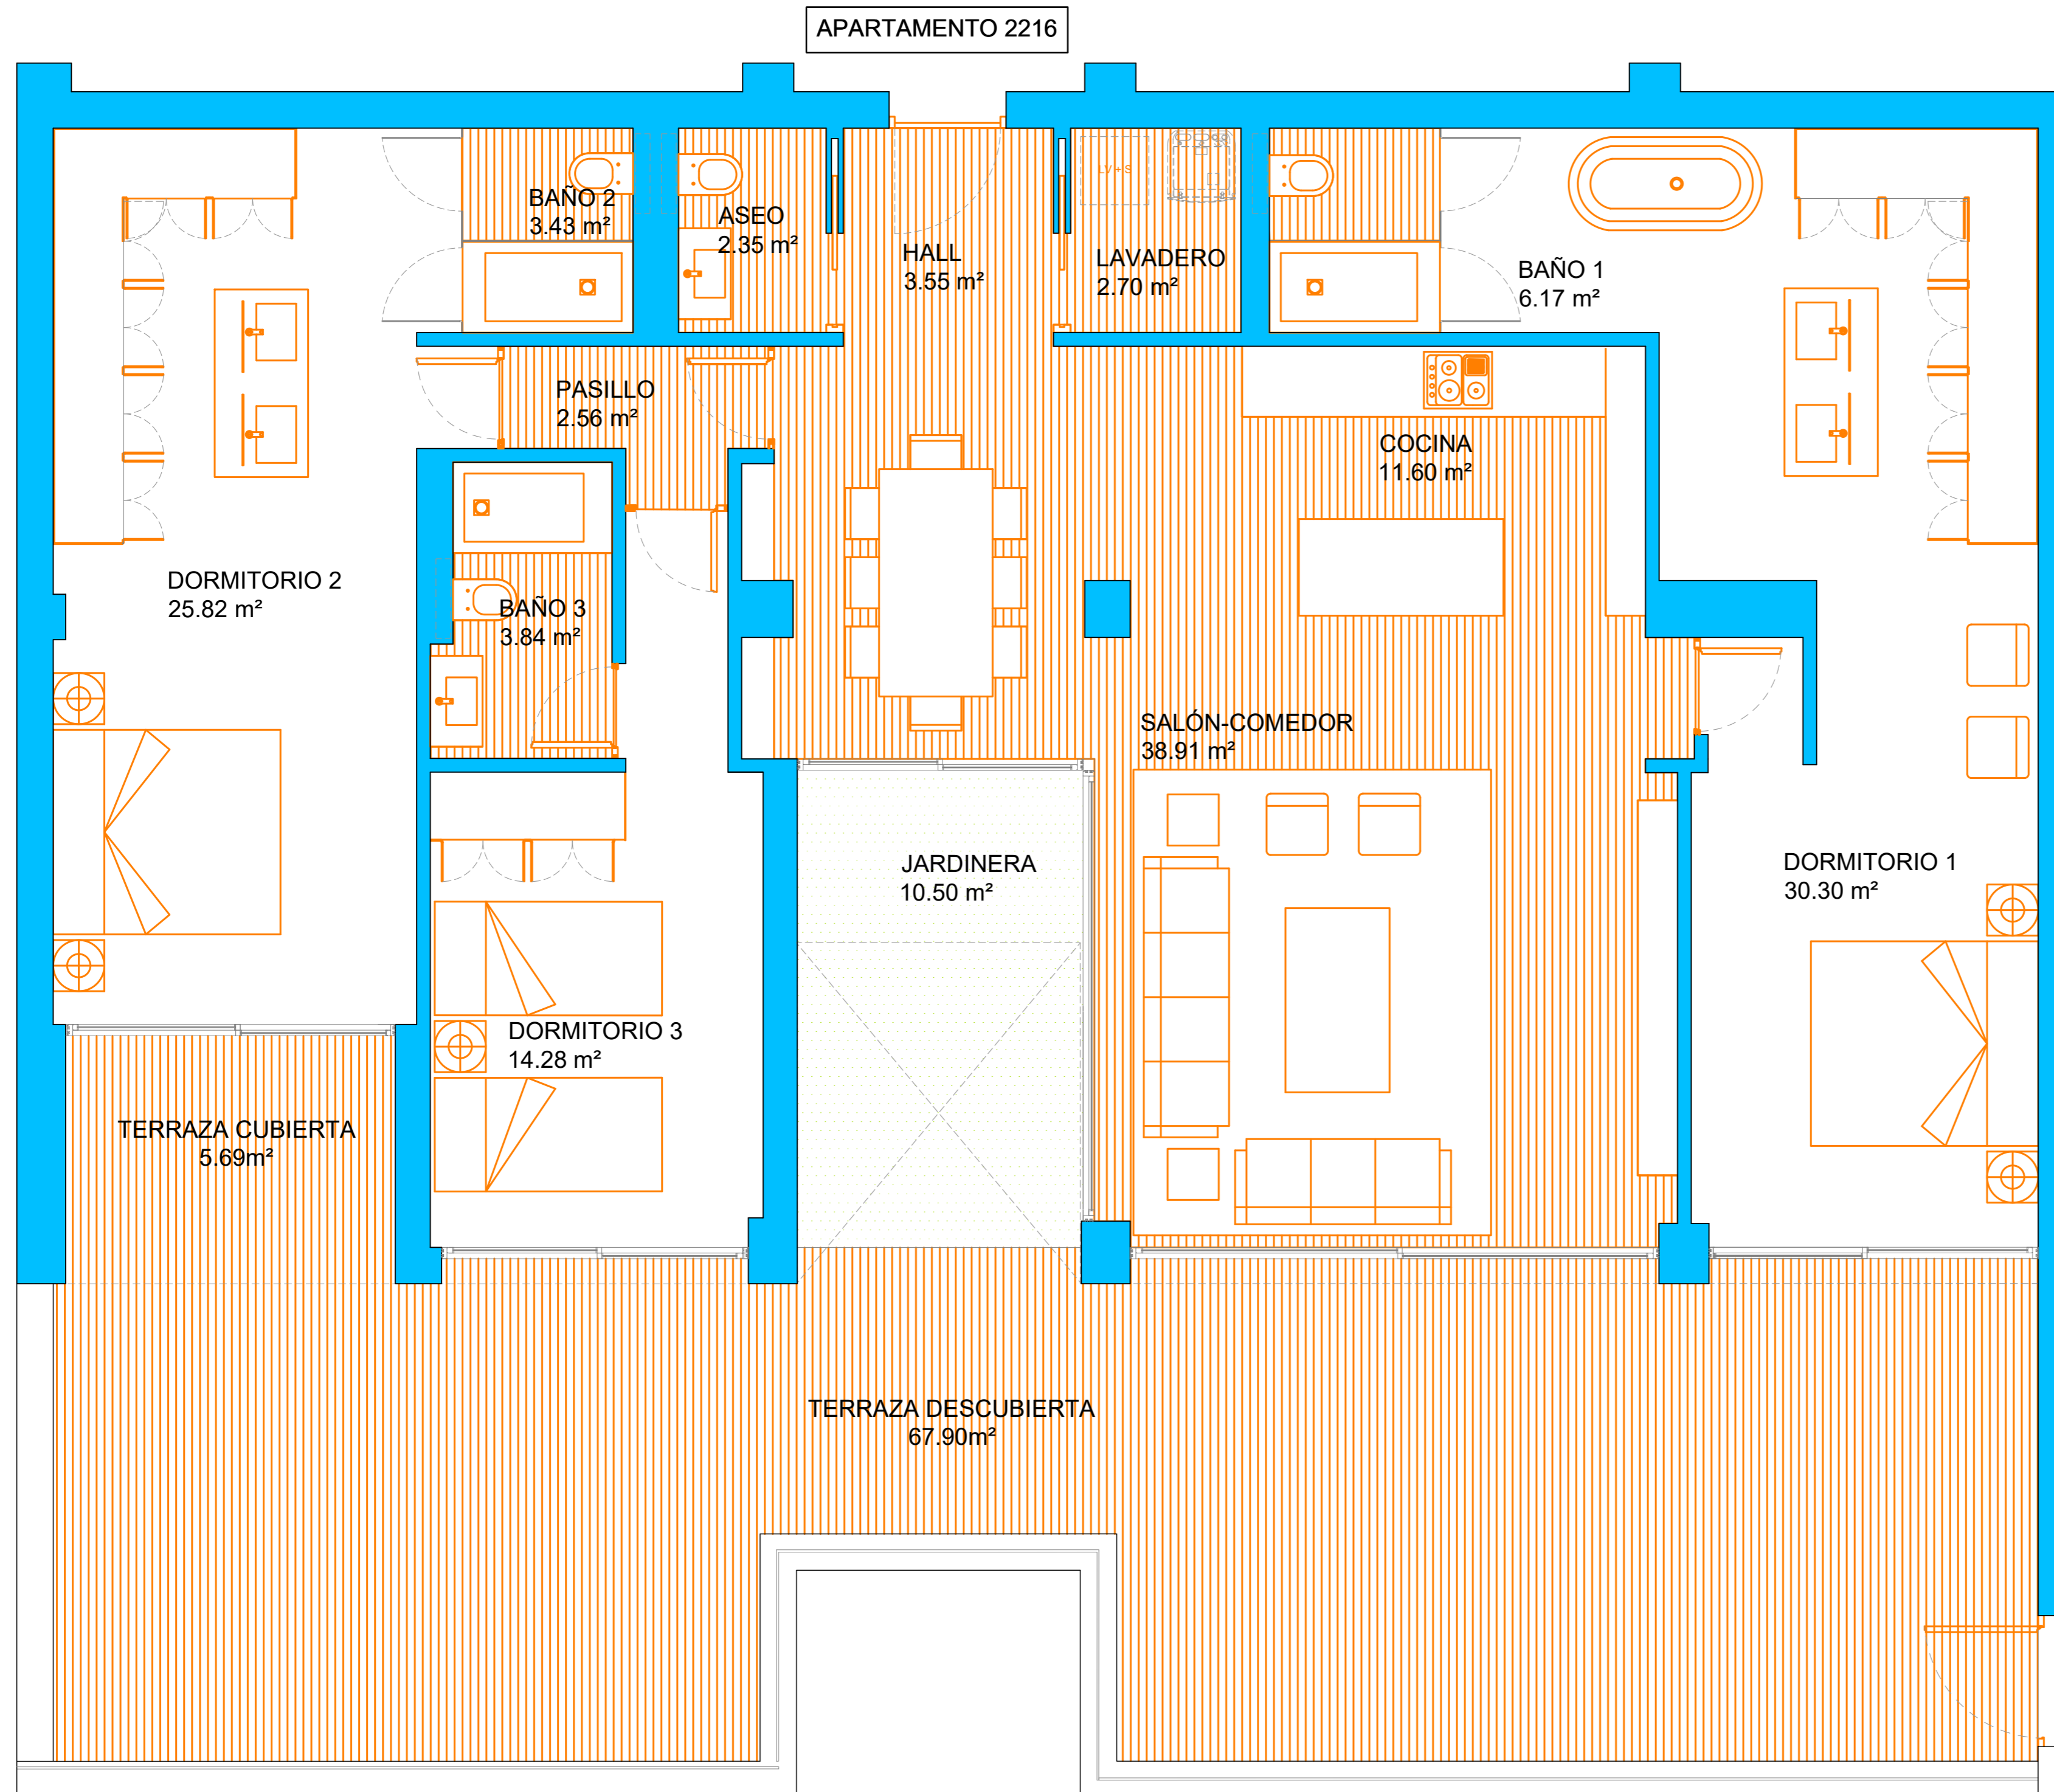 APARTAMENTO 2216
BAÑO 2
3.43 m²
ASEO
2.35 m²
HALL
3.55 m²
LV+S
LAVADERO
2.70 m²
BAÑO 1
6.17 m²
PASILLO
2.56 m²
COCINA
11.60 m²
DORMITORIO 2
25.82 m²
BAÑO 3
3.84 m²
SALÓN-COMEDOR
38.91 m²
JARDINERA
10.50 m²
DORMITORIO 1
30.30 m²
DORMITORIO 3
14.28 m²
TERRAZA CUBIERTA
5.69m²
TERRAZA DESCUBIERTA
67.90m²